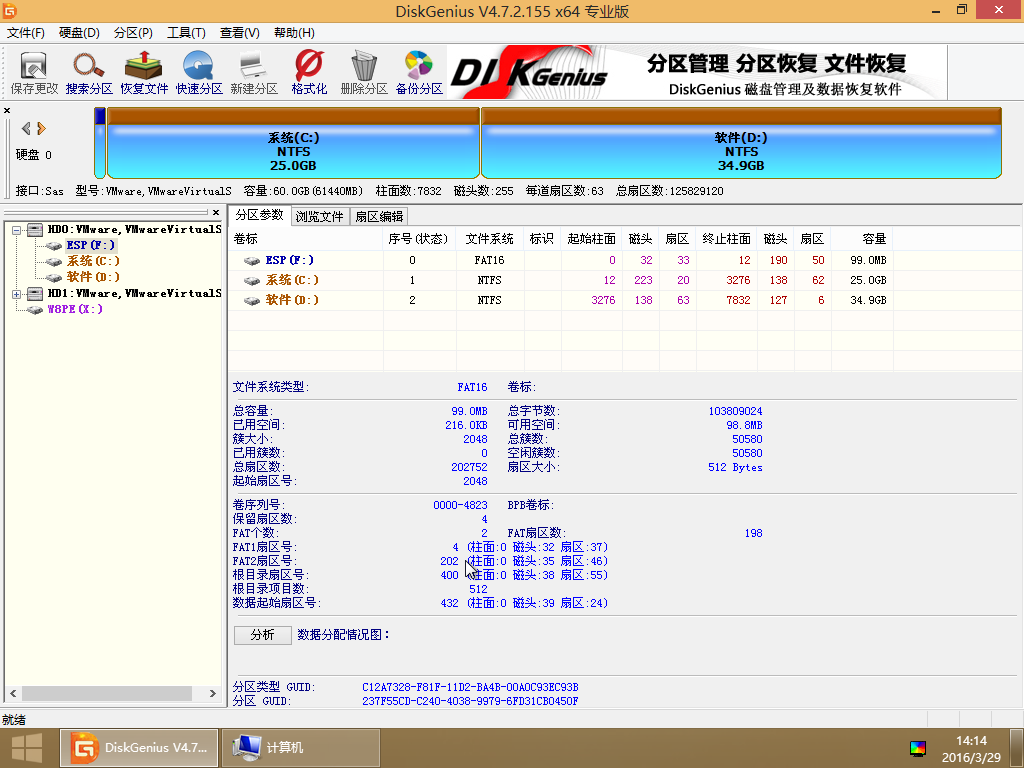 DiskGenius V4.7.2.155 x64 专业版
文件(F) 硬盘(D) 分区(P) 工具(T) 查看(V) 帮助(H)
保存更改 搜索分区 恢复文件 快速分区 新建分区 格式化 删除分区 备份分区
DISKGenius
分区管理 分区恢复 文件恢复
DiskGenius 磁盘管理及数据恢复软件
硬盘 0
系统(C:)
NTFS
25.0GB
软件(D:)
NTFS
34.9GB
接口:Sas 型号:VMware,VMwareVirtualS 容量:60.0GB(61440MB) 柱面数:7832 磁头数:255 每道扇区数:63 总扇区数:125829120
HD0:VMware,VMwareVirtualS
ESP(F:)
系统(C:)
软件(D:)
HD1:VMware,VMwareVirtualS
W8PE(X:)
分区参数 浏览文件 扇区编辑
卷标 序号(状态) 文件系统 标识 起始柱面 磁头 扇区 终止柱面 磁头 扇区 容量
ESP(F:) 0 FAT16 0 32 33 12 190 50 99.0MB
系统(C:) 1 NTFS 12 223 20 3276 138 62 25.0GB
软件(D:) 2 NTFS 3276 138 63 7832 127 6 34.9GB
文件系统类型: FAT16 卷标:
总容量: 99.0MB 总字节数: 103809024
已用空间: 216.0KB 可用空间: 98.8MB
簇大小: 2048 总簇数: 50580
已用簇数: 0 空闲簇数: 50580
总扇区数: 202752 扇区大小: 512 Bytes
起始扇区号: 2048
卷序列号: 0000-4823 BPB卷标:
保留扇区数: 4
FAT个数: 2 FAT扇区数: 198
FAT1扇区号: 4 (柱面:0 磁头:32 扇区:37)
FAT2扇区号: 202 (柱面:0 磁头:35 扇区:46)
根目录扇区号: 400 (柱面:0 磁头:38 扇区:55)
根目录项目数: 512
数据起始扇区号: 432 (柱面:0 磁头:39 扇区:24)
分析 数据分配情况图:
分区类型 GUID: C12A7328-F81F-11D2-BA4B-00A0C93EC93B
分区 GUID: 237F55CD-C240-4038-9979-6FD31CB0450F
就绪
DiskGenius V4.7... 计算机
14:14
2016/3/29